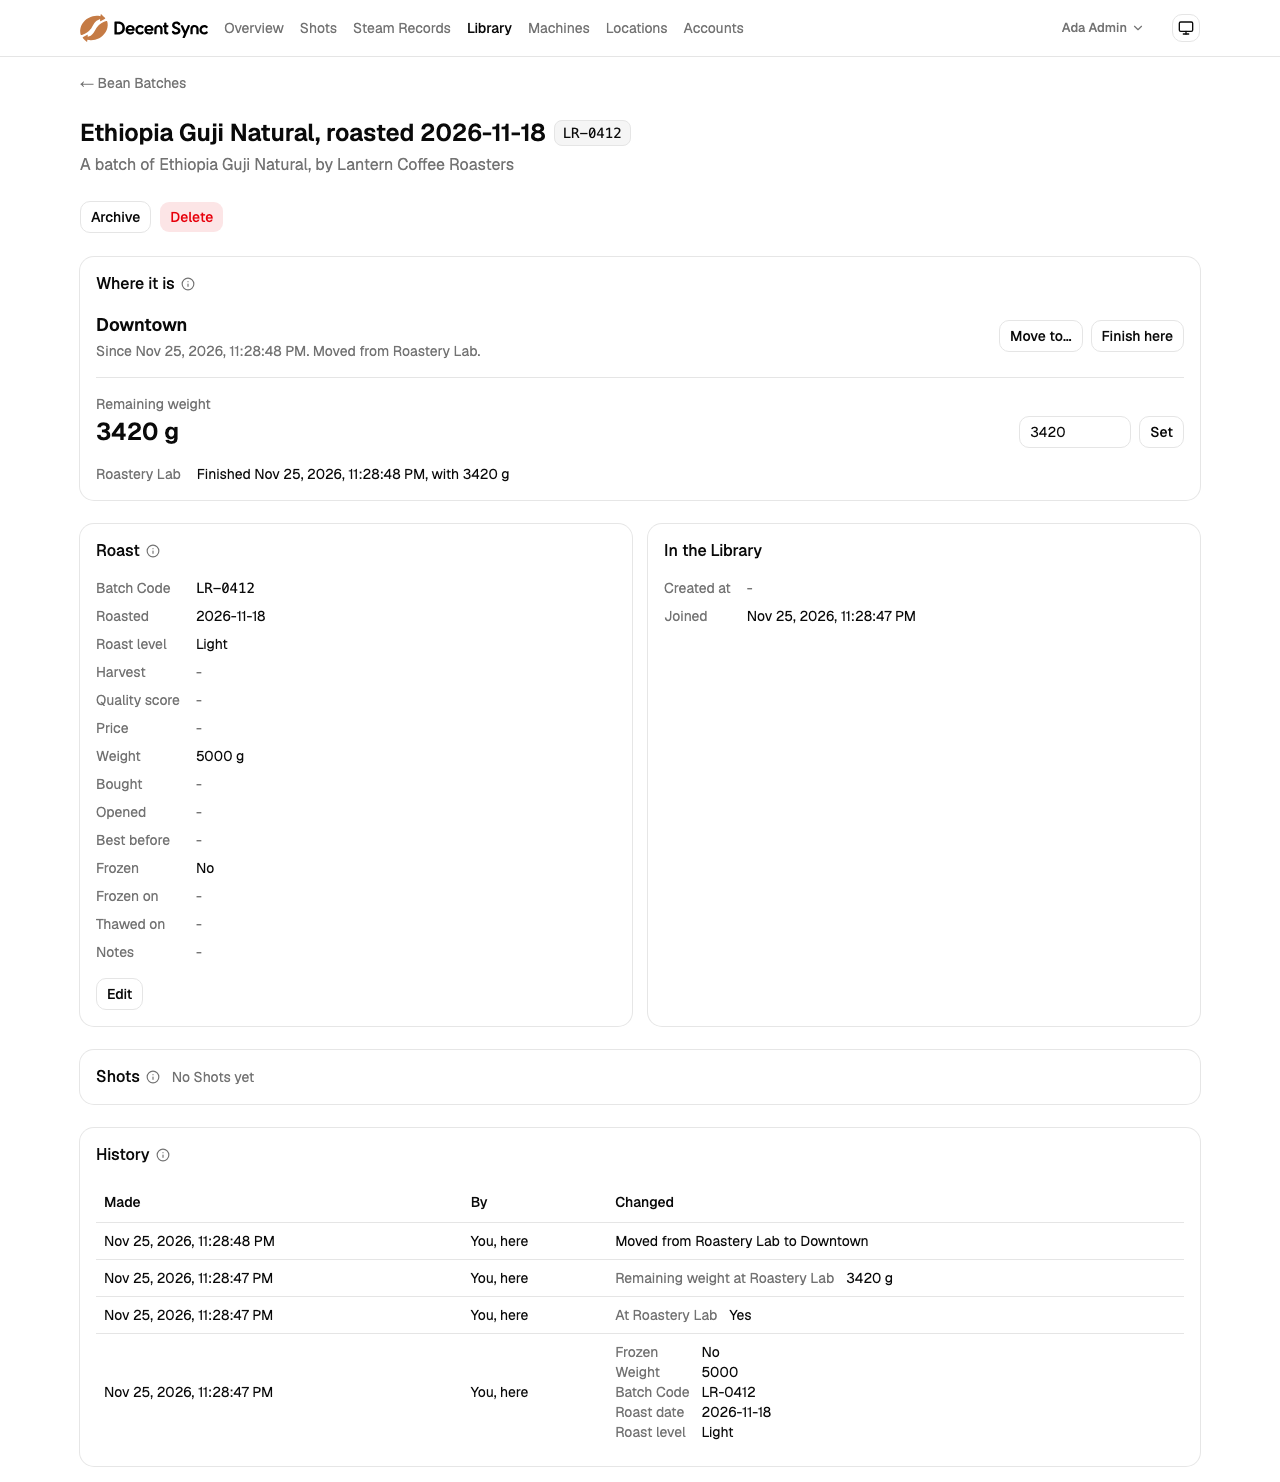 Decent Sync Overview Shots Steam Records Library Machines Locations Accounts Ada Admin
← Bean Batches
Ethiopia Guji Natural, roasted 2026-11-18 LR-0412
A batch of Ethiopia Guji Natural, by Lantern Coffee Roasters
Archive Delete
Where it is
Downtown
Since Nov 25, 2026, 11:28:48 PM. Moved from Roastery Lab.
Move to... Finish here
Remaining weight
3420 g
3420 Set
Roastery Lab Finished Nov 25, 2026, 11:28:48 PM, with 3420 g
Roast
Batch Code LR-0412
Roasted 2026-11-18
Roast level Light
Harvest -
Quality score -
Price -
Weight 5000 g
Bought -
Opened -
Best before -
Frozen No
Frozen on -
Thawed on -
Notes -
Edit
In the Library
Created at -
Joined Nov 25, 2026, 11:28:47 PM
Shots No Shots yet
History
Made By Changed
Nov 25, 2026, 11:28:48 PM You, here Moved from Roastery Lab to Downtown
Nov 25, 2026, 11:28:47 PM You, here Remaining weight at Roastery Lab 3420 g
Nov 25, 2026, 11:28:47 PM You, here At Roastery Lab Yes
Nov 25, 2026, 11:28:47 PM You, here
Frozen No
Weight 5000
Batch Code LR-0412
Roast date 2026-11-18
Roast level Light